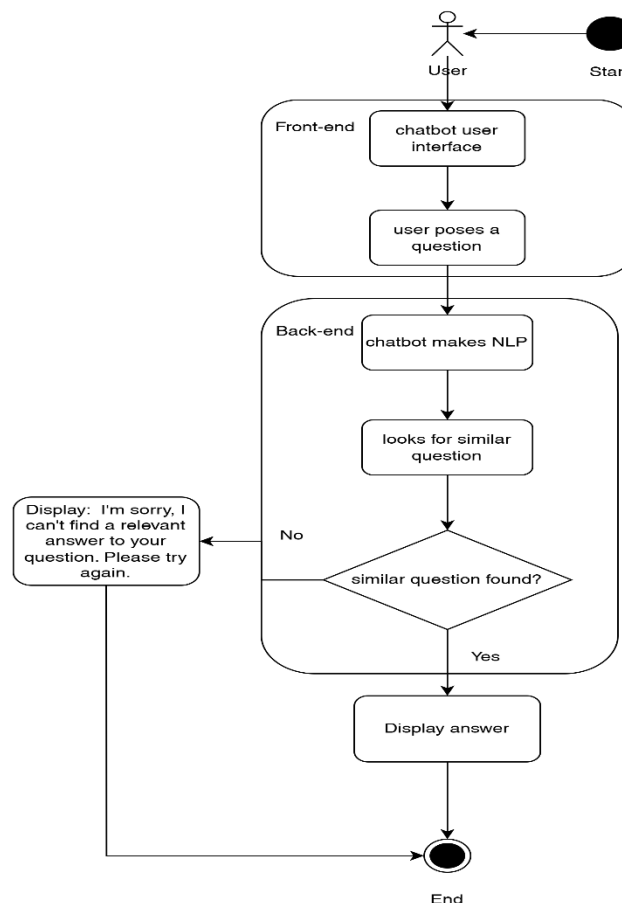 User
Star
Front-end
chatbot user
interface
user poses a
question
Back-end
chatbot makes NLP
looks for similar
question
Display: I'm sorry, I
can't find a relevant
answer to your
question. Please try
again.
No
similar question found?
Yes
Display answer
End